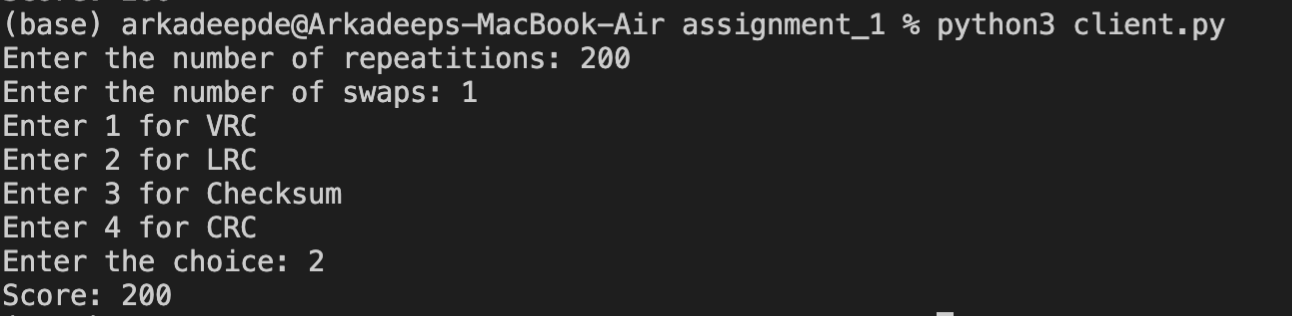 (base) arkadeepde@Arkadeeps-MacBook-Air assignment_1 % python3 client.py
Enter the number of repeatitions: 200
Enter the number of swaps: 1
Enter 1 for VRC
Enter 2 for LRC
Enter 3 for Checksum
Enter 4 for CRC
Enter the choice: 2
Score: 200